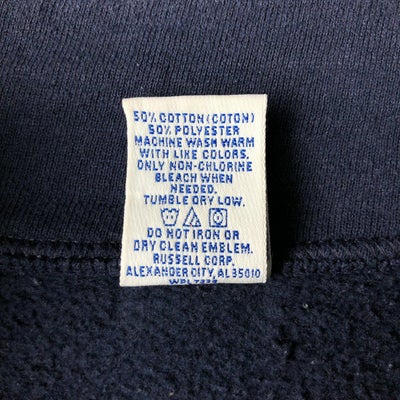 50% COTTON (COTON)
50% POLYESTER
MACHINE WASH WARM
WITH LIKE COLORS.
ONLY NON-CHLORINE
BLEACH WHEN
NEEDED.
TUMBLE DRY LOW.
DO NOT IRON OR
DRY CLEAN EMBLEM.
RUSSELL CORP.
ALEXANDER CITY, AL 35010